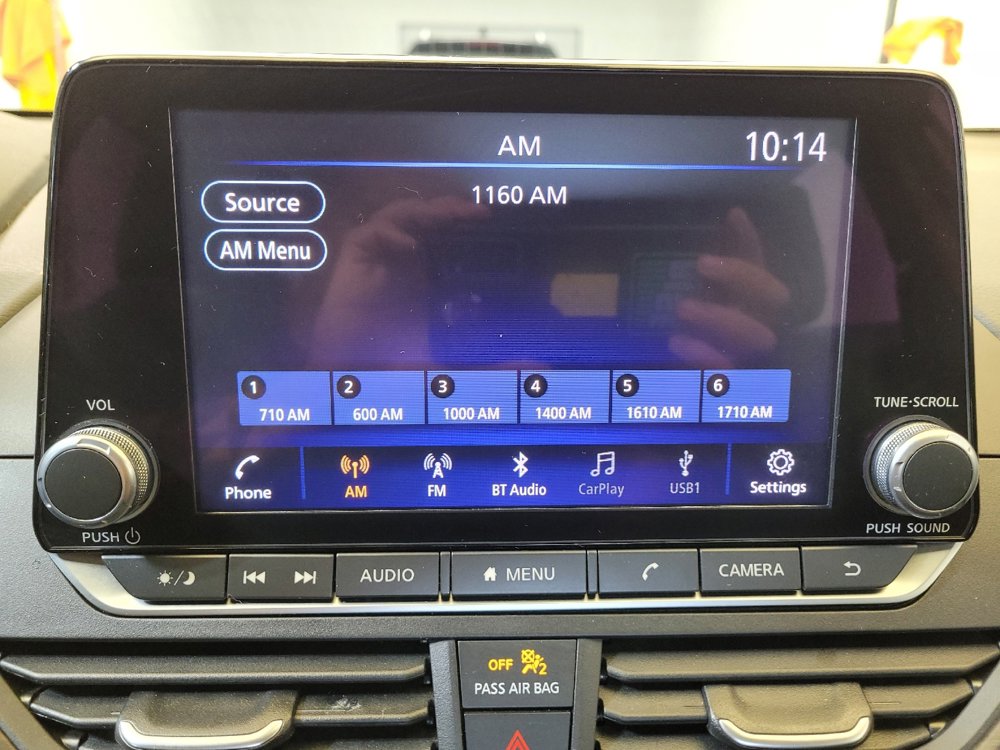 AM
10:14
Source
1160 AM
AM Menu
1
2
3
4
5
6
710 AM
600 AM
1000 AM
1400 AM
1610 AM
1710 AM
VOL
TUNE·SCROLL
Phone
AM
FM
BT Audio
CarPlay
USB1
Settings
PUSH
PUSH SOUND
AUDIO
MENU
CAMERA
OFF
2
PASS AIR BAG